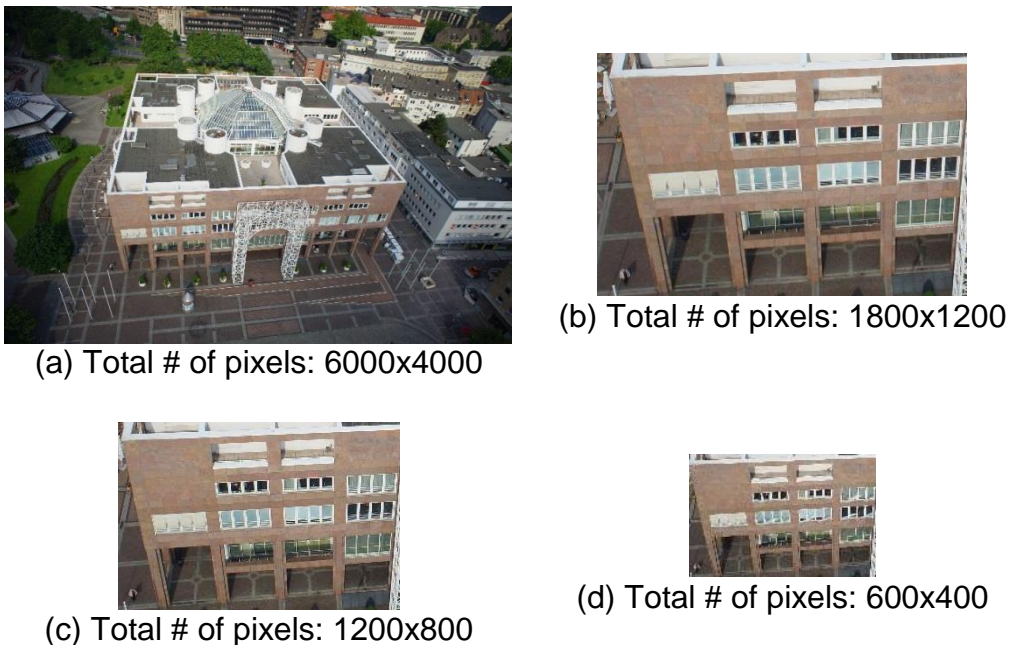 (a) Total # of pixels: 6000x4000
(b) Total # of pixels: 1800x1200
(c) Total # of pixels: 1200x800
(d) Total # of pixels: 600x400